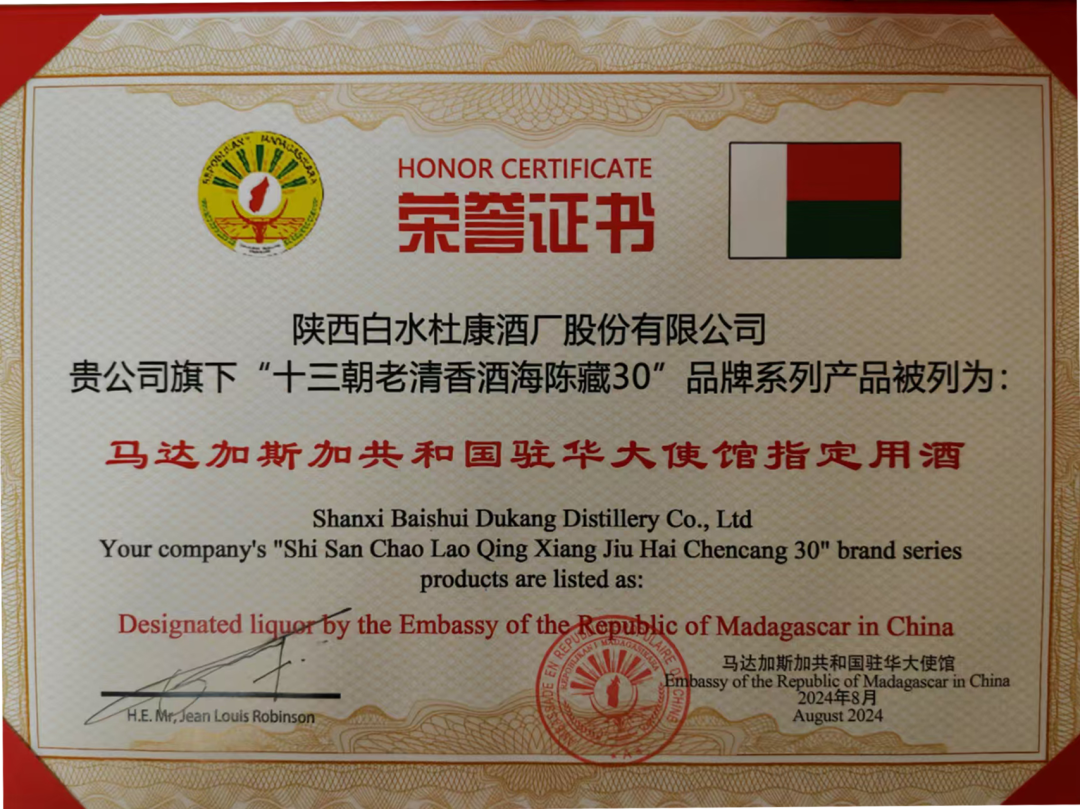 REPOBLIKAN'I MADAGASIKARA
HONOR CERTIFICATE
荣誉证书
陕西白水杜康酒厂股份有限公司
贵公司旗下“十三朝老清香酒海陈藏30”品牌系列产品被列为：
马达加斯加共和国驻华大使馆指定用酒
Shanxi Baishui Dukang Distillery Co., Ltd
Your company's "Shi San Chao Lao Qing Xiang Jiu Hai Chencang 30" brand series
products are listed as:
Designated liquor by the Embassy of the Republic of Madagascar in China
马达加斯加共和国驻华大使馆
Embassy of the Republic of Madagascar in China
2024年8月
August 2024
H.E. Mr, Jean Louis Robinson